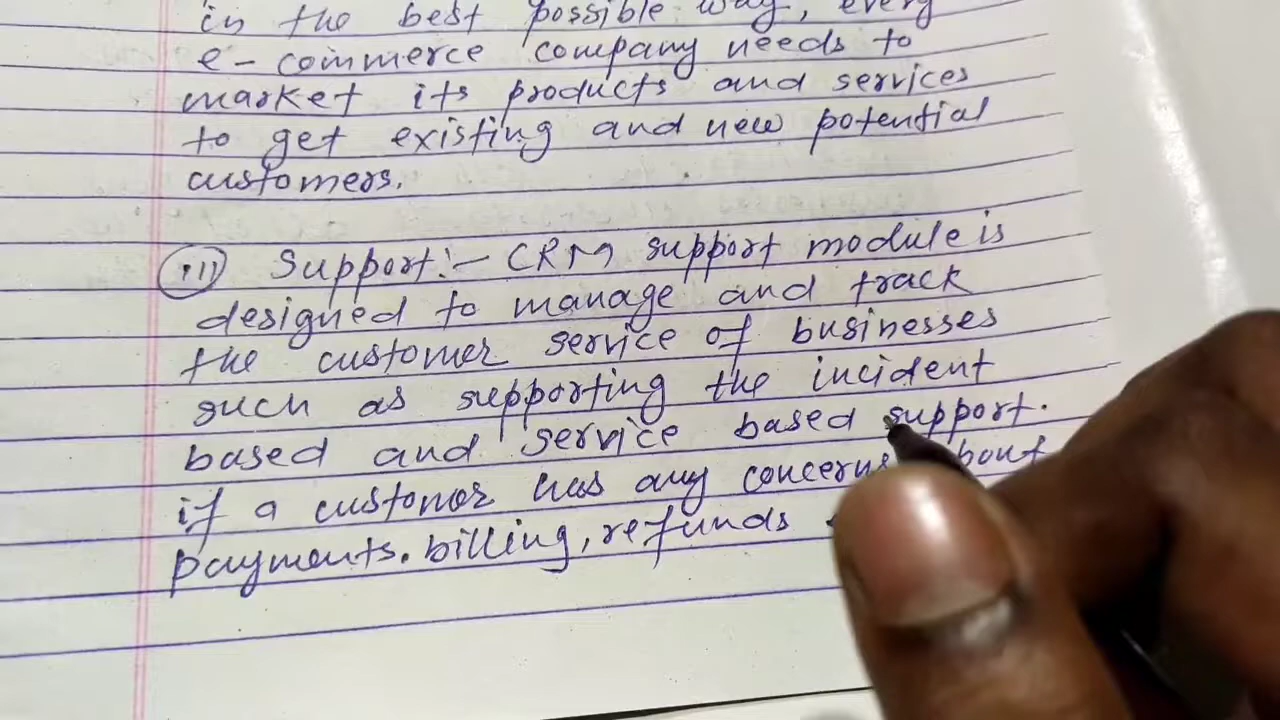 in the best possible way, every
e-commerce company needs to
market its products and services
to get existing and new potential
customers.
11 Support:- CRM support module is
designed to manage and track
the customer service of businesses
such as supporting the incident
based and service based support.
if a customer has any concerns about
payments. billing, refunds